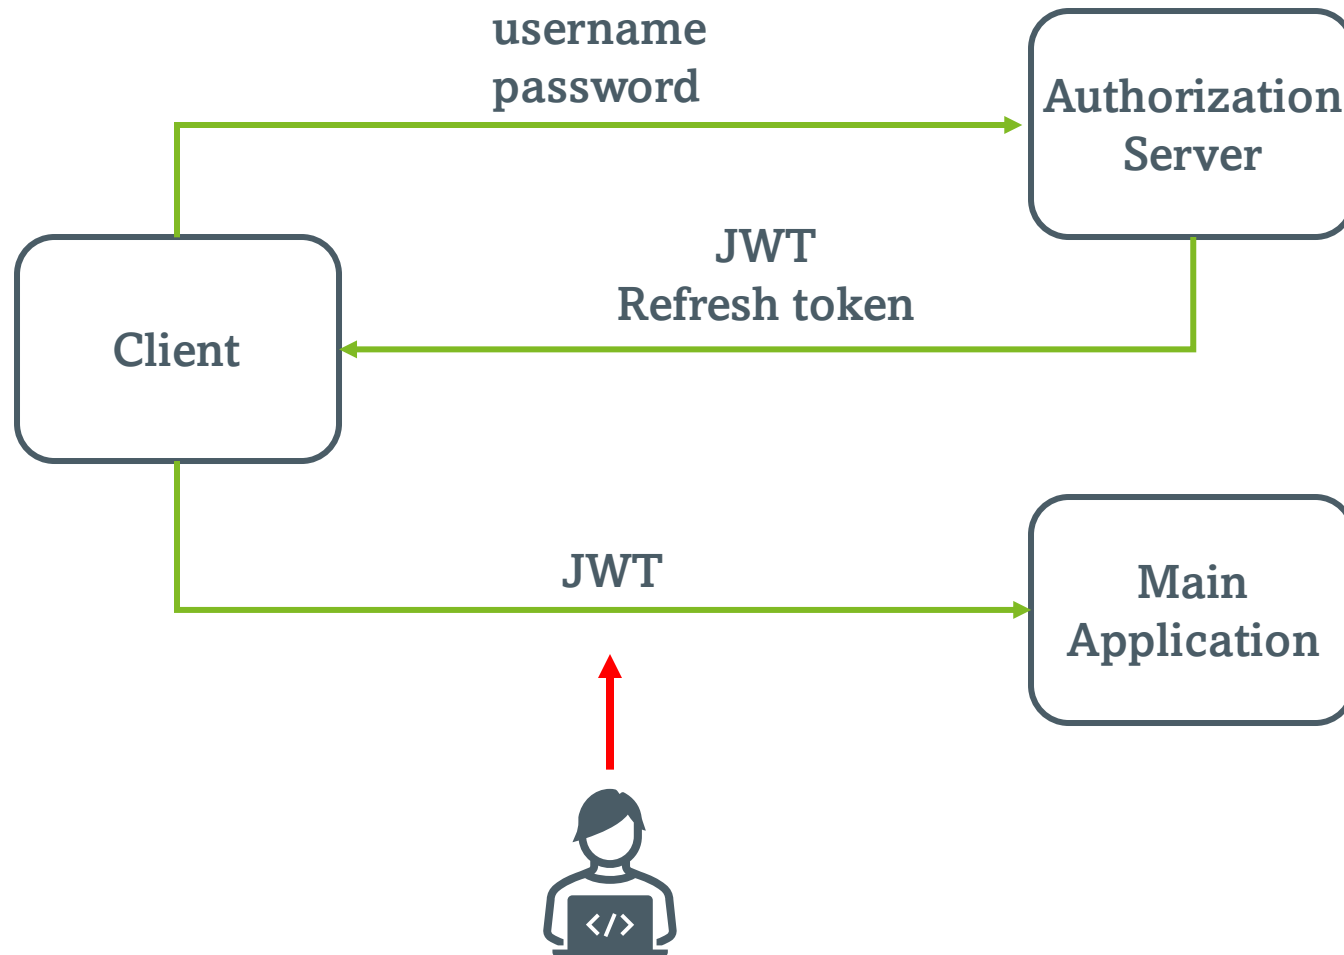 username
password
Authorization
Server
JWT
Refresh token
Client
JWT
Main
Application
</>